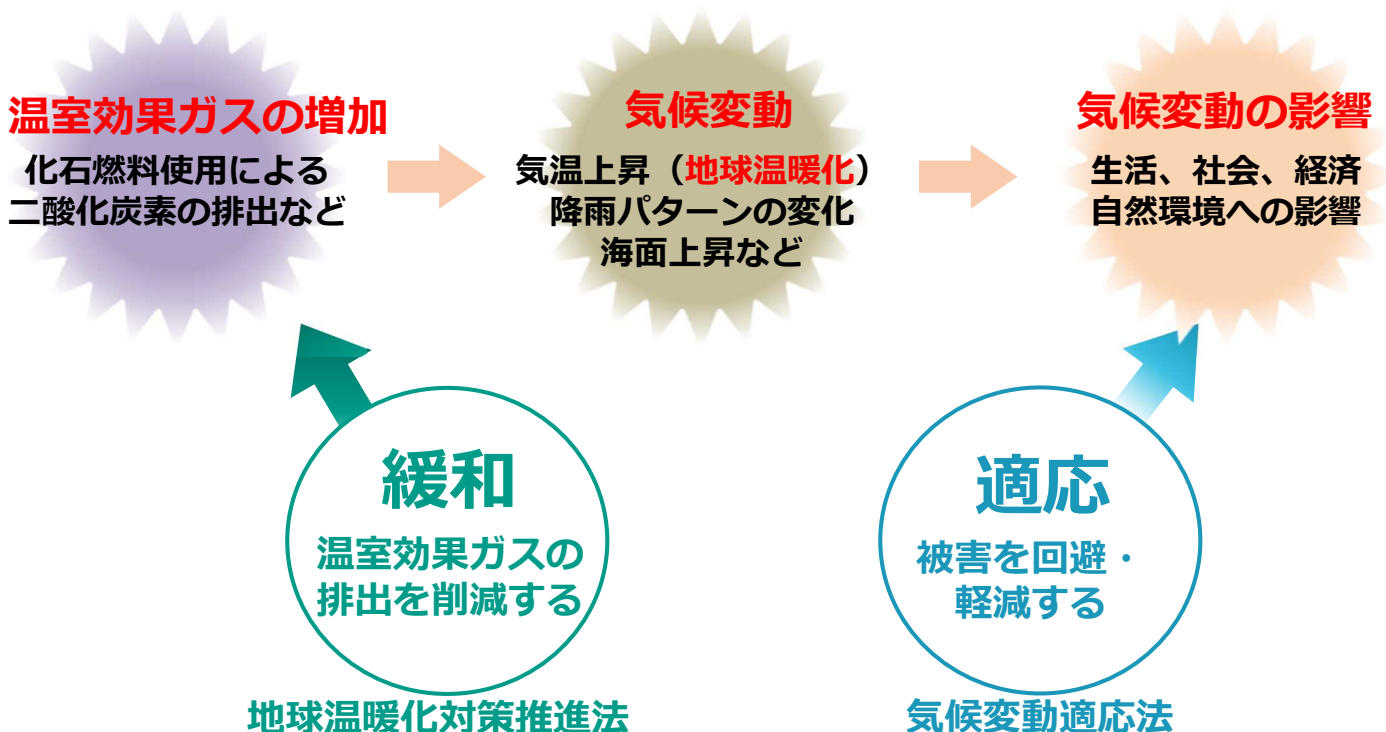 温室効果ガスの増加
化石燃料使用による
二酸化炭素の排出など
気候変動
気温上昇（地球温暖化）
降雨パターンの変化
海面上昇など
気候変動の影響
生活、社会、経済
自然環境への影響
緩和
温室効果ガスの
排出を削減する
地球温暖化対策推進法
適応
被害を回避・
軽減する
気候変動適応法